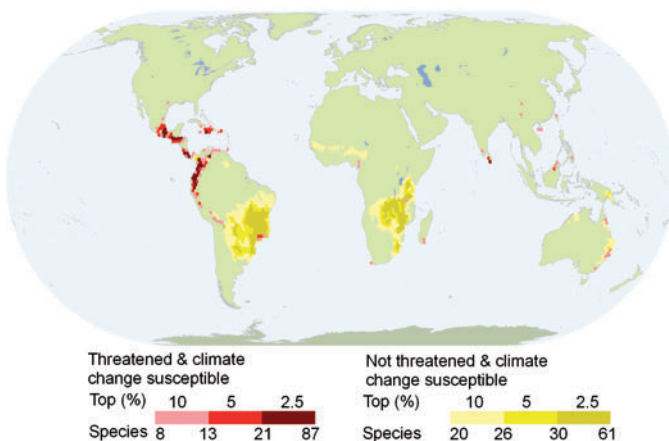 Threatened & climate
change susceptible
Top (%) 10 5 2.5
Species 8 13 21 87
Not threatened & climate
change susceptible
Top (%) 10 5 2.5
Species 20 26 30 61